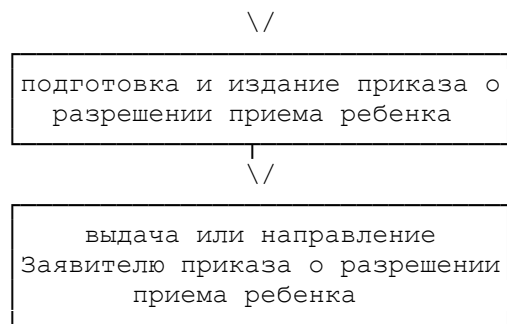 \/
подготовка и издание приказа о
разрешении приема ребенка
\/
выдача или направление
Заявителю приказа о разрешении
приема ребенка